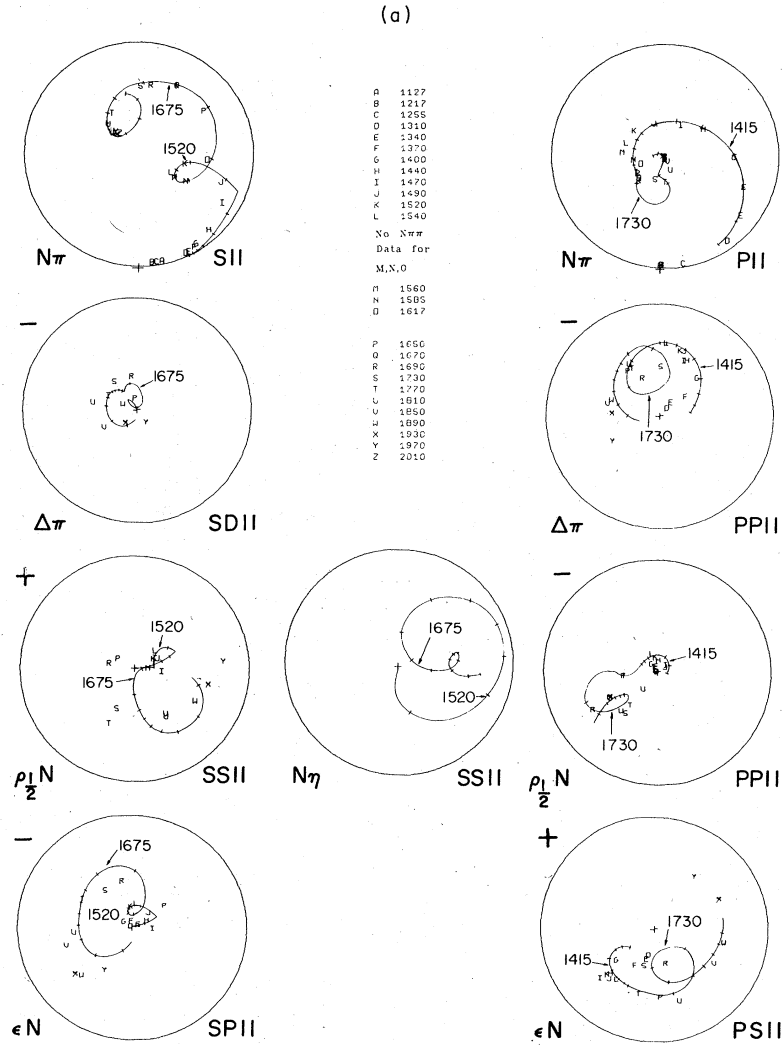 (a)
1675
1520
Nπ
S11
A 1127
B 1217
C 1255
D 1310
E 1340
F 1370
G 1400
H 1440
I 1470
J 1490
K 1520
L 1540
No Nππ
Data for
M,N,O
M 1560
N 1585
O 1617
P 1650
Q 1670
R 1690
S 1730
T 1770
U 1810
V 1850
W 1890
X 1930
Y 1970
Z 2010
1415
1730
Nπ
P11
−
1675
Δπ
SD11
−
1415
1730
Δπ
PP11
+
1520
1675
ρ½N
SS11
1675
1520
Nη
SS11
−
1415
1730
ρ½N
PP11
−
1675
1520
εN
SP11
+
1730
1415
εN
PS11